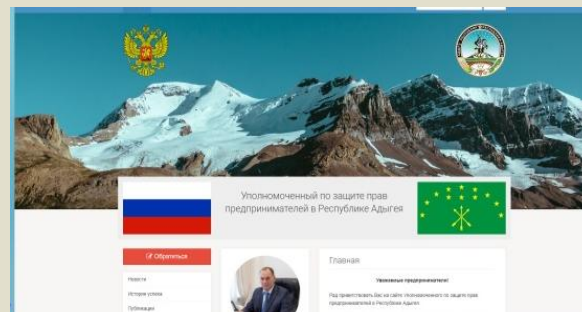 Уполномоченный по защите прав
предпринимателей в Республике Адыгея
Обратиться
Главная
Новости
Уважаемые предприниматели!
История успеха
Рад приветствовать Вас на сайте Уполномоченного по защите прав
предпринимателей в Республике Адыгея
Публикации